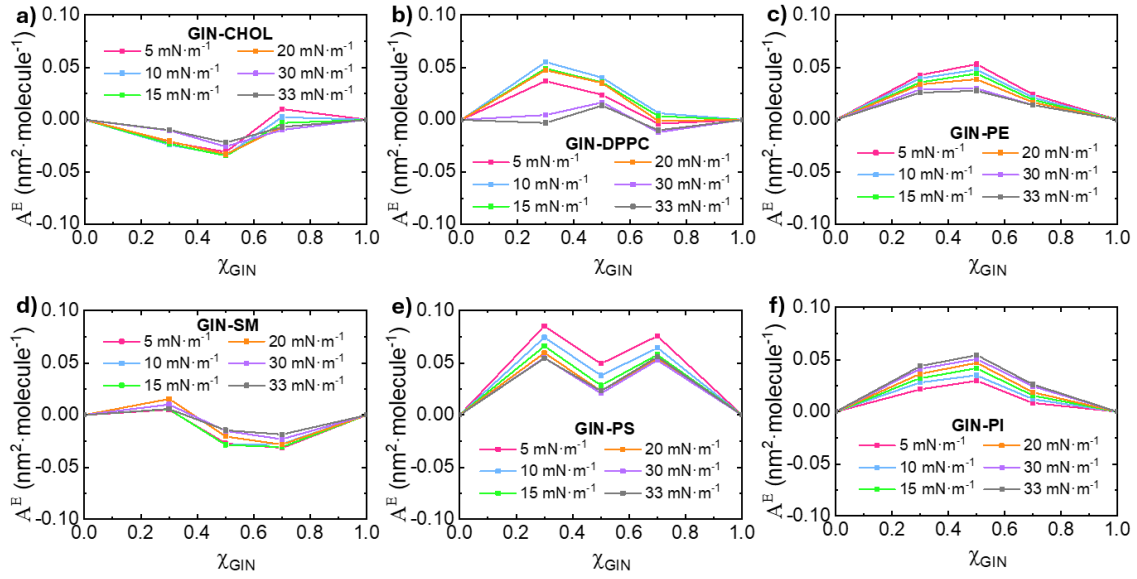 a)
GIN-CHOL
5 mN·m⁻¹ 20 mN·m⁻¹
10 mN·m⁻¹ 30 mN·m⁻¹
15 mN·m⁻¹ 33 mN·m⁻¹
0.10
0.05
0.00
-0.05
-0.10
Aᴱ (nm²·molecule⁻¹)
0.0 0.2 0.4 0.6 0.8 1.0
χGIN
b)
GIN-DPPC
5 mN·m⁻¹ 20 mN·m⁻¹
10 mN·m⁻¹ 30 mN·m⁻¹
15 mN·m⁻¹ 33 mN·m⁻¹
0.10
0.05
0.00
-0.05
-0.10
Aᴱ (nm²·molecule⁻¹)
0.0 0.2 0.4 0.6 0.8 1.0
χGIN
c)
GIN-PE
5 mN·m⁻¹ 20 mN·m⁻¹
10 mN·m⁻¹ 30 mN·m⁻¹
15 mN·m⁻¹ 33 mN·m⁻¹
0.10
0.05
0.00
-0.05
-0.10
Aᴱ (nm²·molecule⁻¹)
0.0 0.2 0.4 0.6 0.8 1.0
χGIN
d)
GIN-SM
5 mN·m⁻¹ 20 mN·m⁻¹
10 mN·m⁻¹ 30 mN·m⁻¹
15 mN·m⁻¹ 33 mN·m⁻¹
0.10
0.05
0.00
-0.05
-0.10
Aᴱ (nm²·molecule⁻¹)
0.0 0.2 0.4 0.6 0.8 1.0
χGIN
e)
GIN-PS
5 mN·m⁻¹ 20 mN·m⁻¹
10 mN·m⁻¹ 30 mN·m⁻¹
15 mN·m⁻¹ 33 mN·m⁻¹
0.10
0.05
0.00
-0.05
-0.10
Aᴱ (nm²·molecule⁻¹)
0.0 0.2 0.4 0.6 0.8 1.0
χGIN
f)
GIN-PI
5 mN·m⁻¹ 20 mN·m⁻¹
10 mN·m⁻¹ 30 mN·m⁻¹
15 mN·m⁻¹ 33 mN·m⁻¹
0.10
0.05
0.00
-0.05
-0.10
Aᴱ (nm²·molecule⁻¹)
0.0 0.2 0.4 0.6 0.8 1.0
χGIN